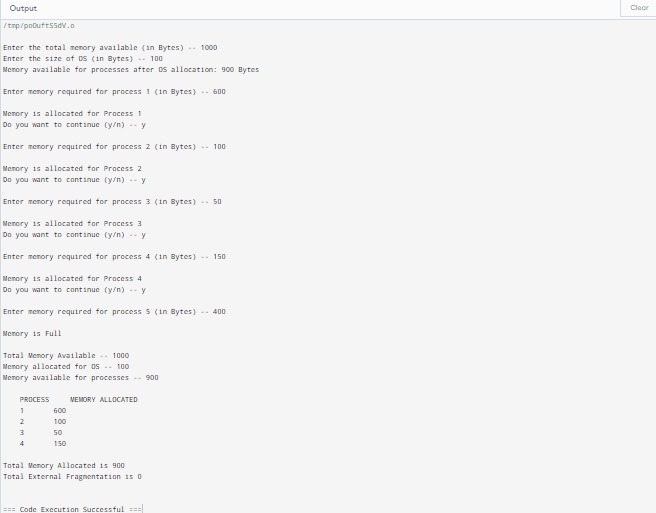 Output
Clear
/tmp/poOuftSSdV.o
Enter the total memory available (in Bytes) -- 1000
Enter the size of OS (in Bytes) -- 100
Memory available for processes after OS allocation: 900 Bytes
Enter memory required for process 1 (in Bytes) -- 600
Memory is allocated for Process 1
Do you want to continue (y/n) -- y
Enter memory required for process 2 (in Bytes) -- 100
Memory is allocated for Process 2
Do you want to continue (y/n) -- y
Enter memory required for process 3 (in Bytes) -- 50
Memory is allocated for Process 3
Do you want to continue (y/n) -- y
Enter memory required for process 4 (in Bytes) -- 150
Memory is allocated for Process 4
Do you want to continue (y/n) -- y
Enter memory required for process 5 (in Bytes) -- 400
Memory is Full
Total Memory Available -- 1000
Memory allocated for OS -- 100
Memory available for processes -- 900
PROCESS MEMORY ALLOCATED
1 600
2 100
3 50
4 150
Total Memory Allocated is 900
Total External Fragmentation is 0
=== Code Execution Successful ===